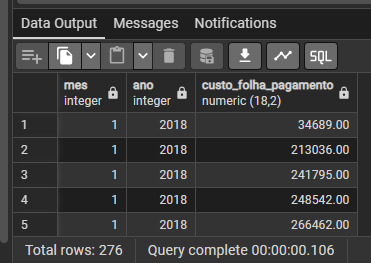 Data Output Messages Notifications
SQL
mes ano custo_folha_pagamento
integer integer numeric (18,2)
1 1 2018 34689.00
2 1 2018 213036.00
3 1 2018 241795.00
4 1 2018 248542.00
5 1 2018 266462.00
Total rows: 276 Query complete 00:00:00.106